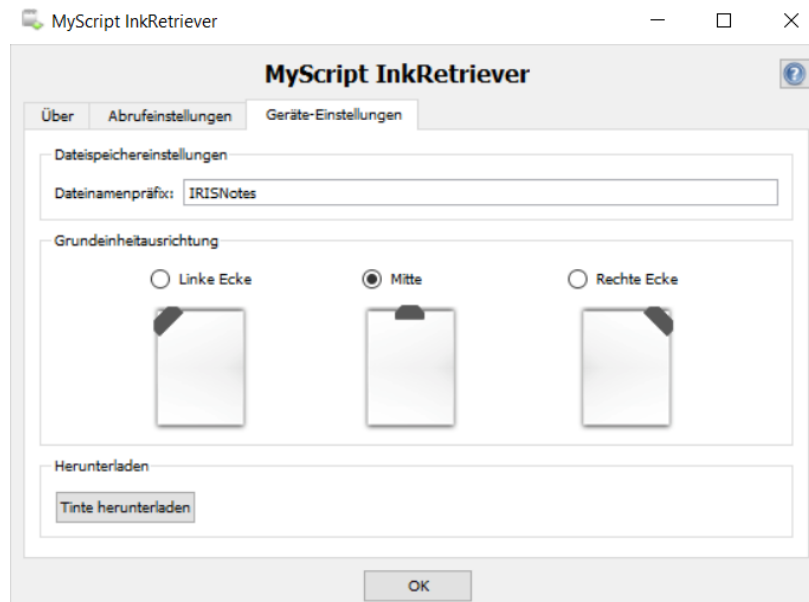 MyScript InkRetriever
MyScript InkRetriever
Über Abrufeinstellungen Geräte-Einstellungen
Dateispeichereinstellungen
Dateinamenpräfix: IRISNotes
Grundeinheitausrichtung
Linke Ecke Mitte Rechte Ecke
Herunterladen
Tinte herunterladen
OK